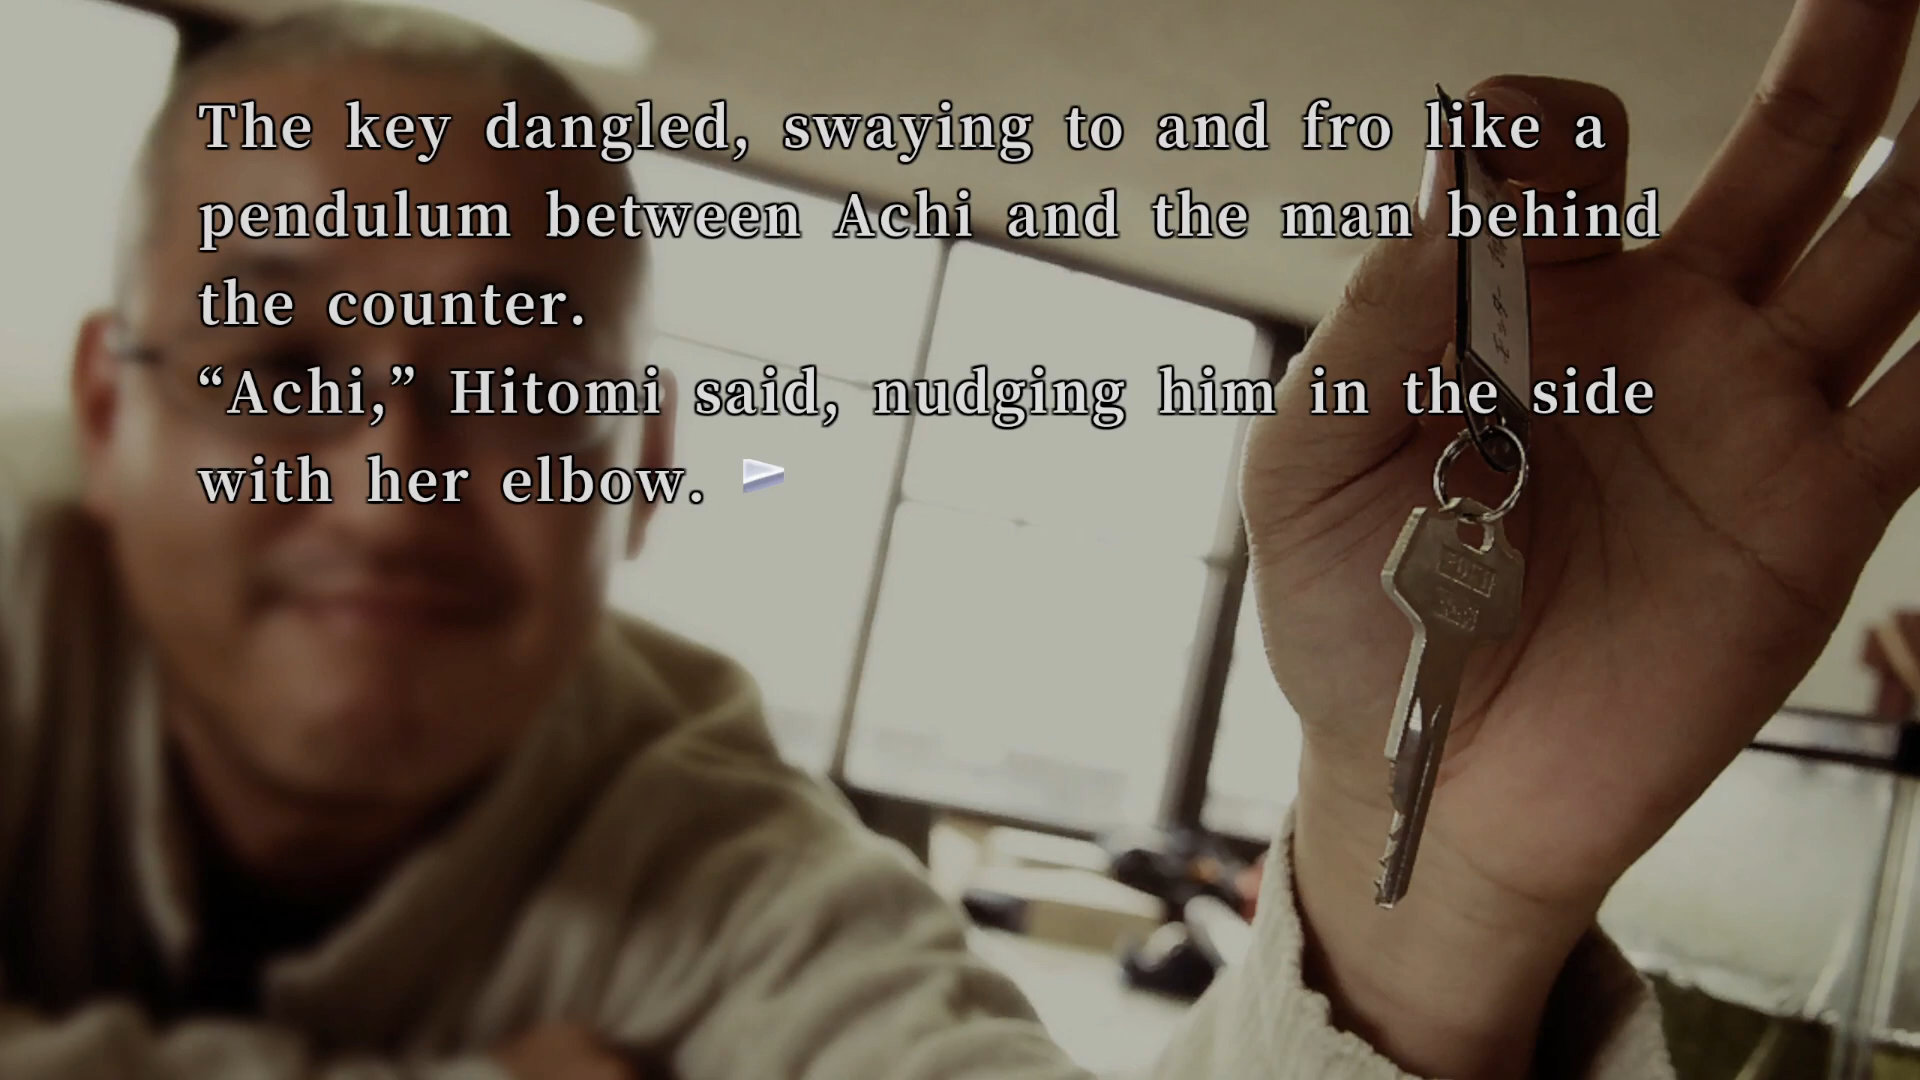 The key dangled, swaying to and fro like a
pendulum between Achi and the man behind
the counter.
“Achi,” Hitomi said, nudging him in the side
with her elbow.